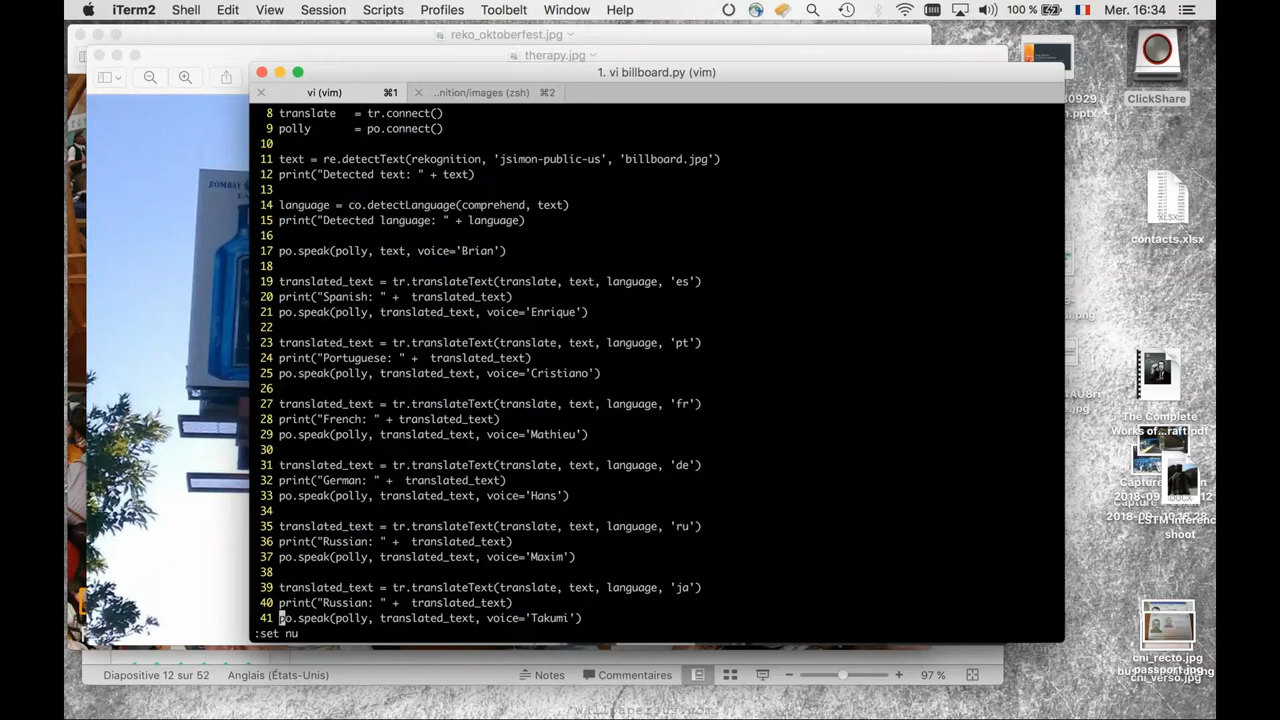 iTerm2 Shell Edit View Session Scripts Profiles Toolbelt Window Help 100 % Mer. 16:34
reko_oktoberfest.jpg
therapy.jpg
1. vi billboard.py (vim)
vi (vim) ⌘1 ..nition/images (zsh) ⌘2
8 translate   = tr.connect()
9 polly       = po.connect()
10
11 text = re.detectText(rekognition, 'jsimon-public-us', 'billboard.jpg')
12 print("Detected text: " + text)
13
14 language = co.detectLanguage(comprehend, text)
15 print("Detected language: " + language)
16
17 po.speak(polly, text, voice='Brian')
18
19 translated_text = tr.translateText(translate, text, language, 'es')
20 print("Spanish: " +  translated_text)
21 po.speak(polly, translated_text, voice='Enrique')
22
23 translated_text = tr.translateText(translate, text, language, 'pt')
24 print("Portuguese: " +  translated_text)
25 po.speak(polly, translated_text, voice='Cristiano')
26
27 translated_text = tr.translateText(translate, text, language, 'fr')
28 print("French: " + translated_text)
29 po.speak(polly, translated_text, voice='Mathieu')
30
31 translated_text = tr.translateText(translate, text, language, 'de')
32 print("German: " +  translated_text)
33 po.speak(polly, translated_text, voice='Hans')
34
35 translated_text = tr.translateText(translate, text, language, 'ru')
36 print("Russian: " +  translated_text)
37 po.speak(polly, translated_text, voice='Maxim')
38
39 translated_text = tr.translateText(translate, text, language, 'ja')
40 print("Russian: " +  translated_text)
41 po.speak(polly, translated_text, voice='Takumi')
:set nu
BOMBAY
Diapositive 12 sur 52 Anglais (États-Unis) Notes Commentaires 97 %
ClickShare
XLSX
contacts.xlsx
The Complete
Works of...raft.pdf
DOCX
LSTM inference
shoot
cni_recto.jpg
passport.jpg
cni_verso.jpg